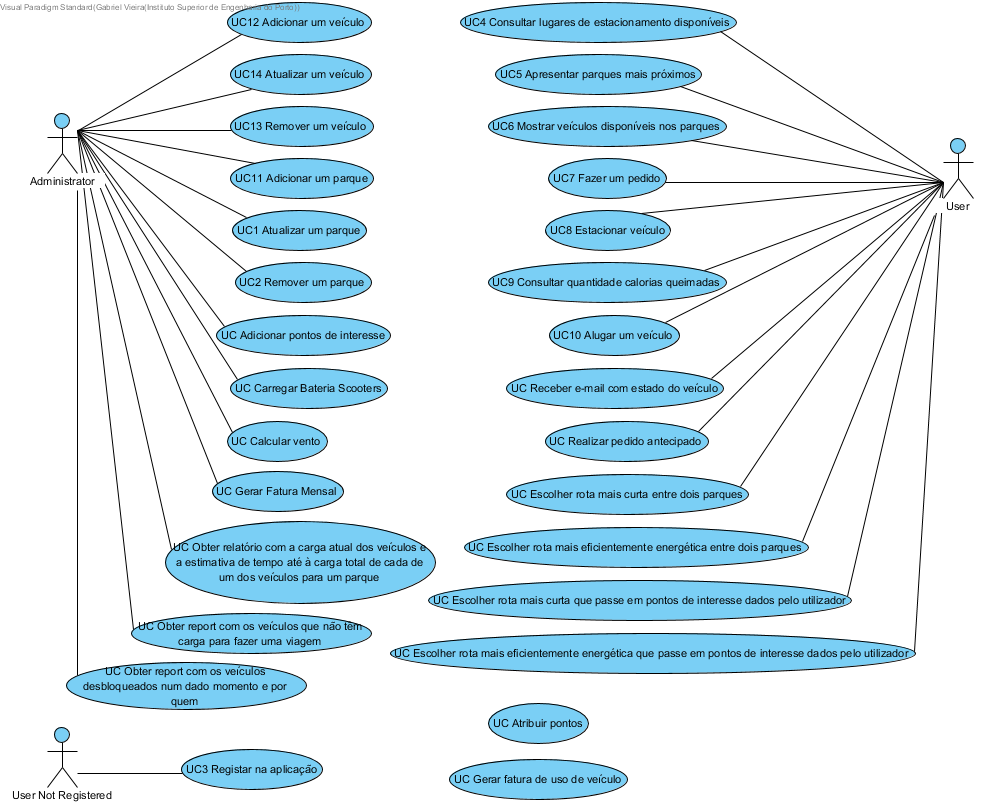 Visual Paradigm Standard(Gabriel Vieira(Instituto Superior de Engenharia do Porto))
UC12 Adicionar um veículo
UC14 Atualizar um veículo
UC13 Remover um veículo
UC11 Adicionar um parque
UC1 Atualizar um parque
UC2 Remover um parque
UC Adicionar pontos de interesse
UC Carregar Bateria Scooters
UC Calcular vento
UC Gerar Fatura Mensal
UC Obter relatório com a carga atual dos veículos e
a estimativa de tempo até à carga total de cada de
um dos veículos para um parque
UC Obter report com os veículos que não têm
carga para fazer uma viagem
UC Obter report com os veículos
desbloqueados num dado momento e por
quem
Administrator
UC4 Consultar lugares de estacionamento disponíveis
UC5 Apresentar parques mais próximos
UC6 Mostrar veículos disponíveis nos parques
UC7 Fazer um pedido
UC8 Estacionar veículo
UC9 Consultar quantidade calorias queimadas
UC10 Alugar um veículo
UC Receber e-mail com estado do veículo
UC Realizar pedido antecipado
UC Escolher rota mais curta entre dois parques
UC Escolher rota mais eficientemente energética entre dois parques
UC Escolher rota mais curta que passe em pontos de interesse dados pelo utilizador
UC Escolher rota mais eficientemente energética que passe em pontos de interesse dados pelo utilizador
User
UC Atribuir pontos
UC Gerar fatura de uso de veículo
UC3 Registar na aplicação
User Not Registered